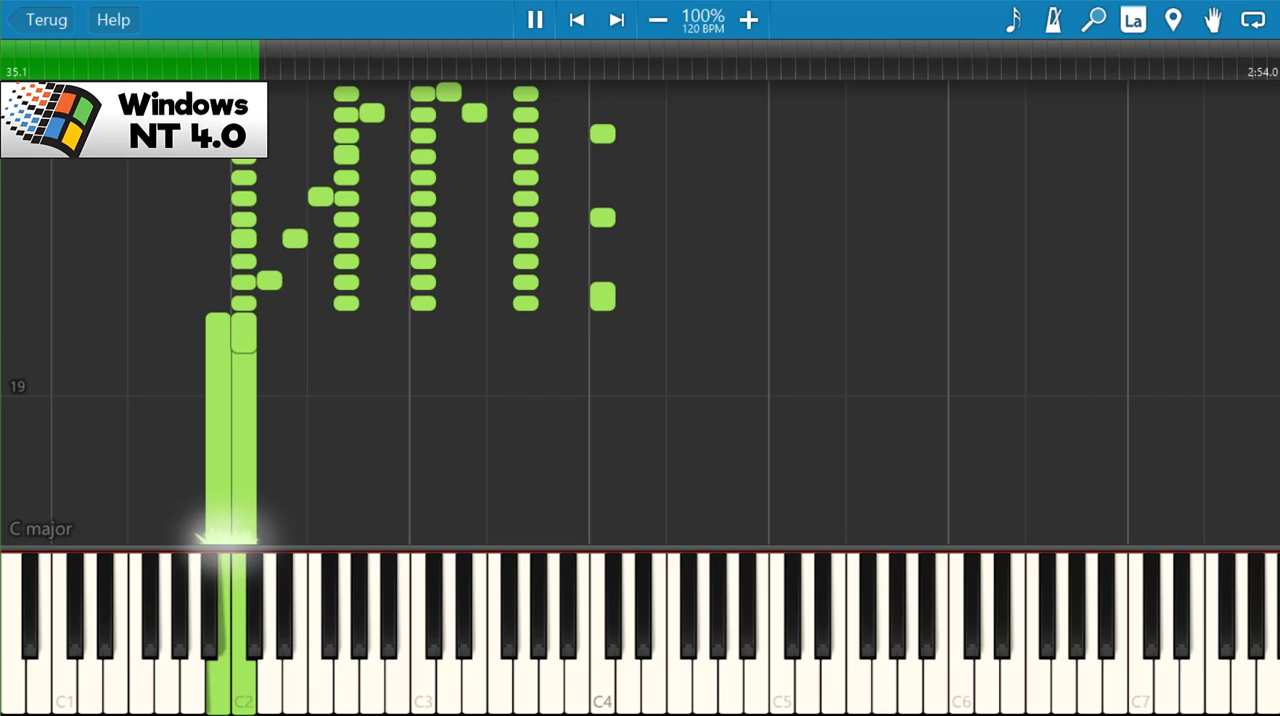 Terug
Help
100%
120 BPM
La
35.1
2:54.0
Windows
NT 4.0
19
C major
C1
C2
C3
C4
C5
C6
C7